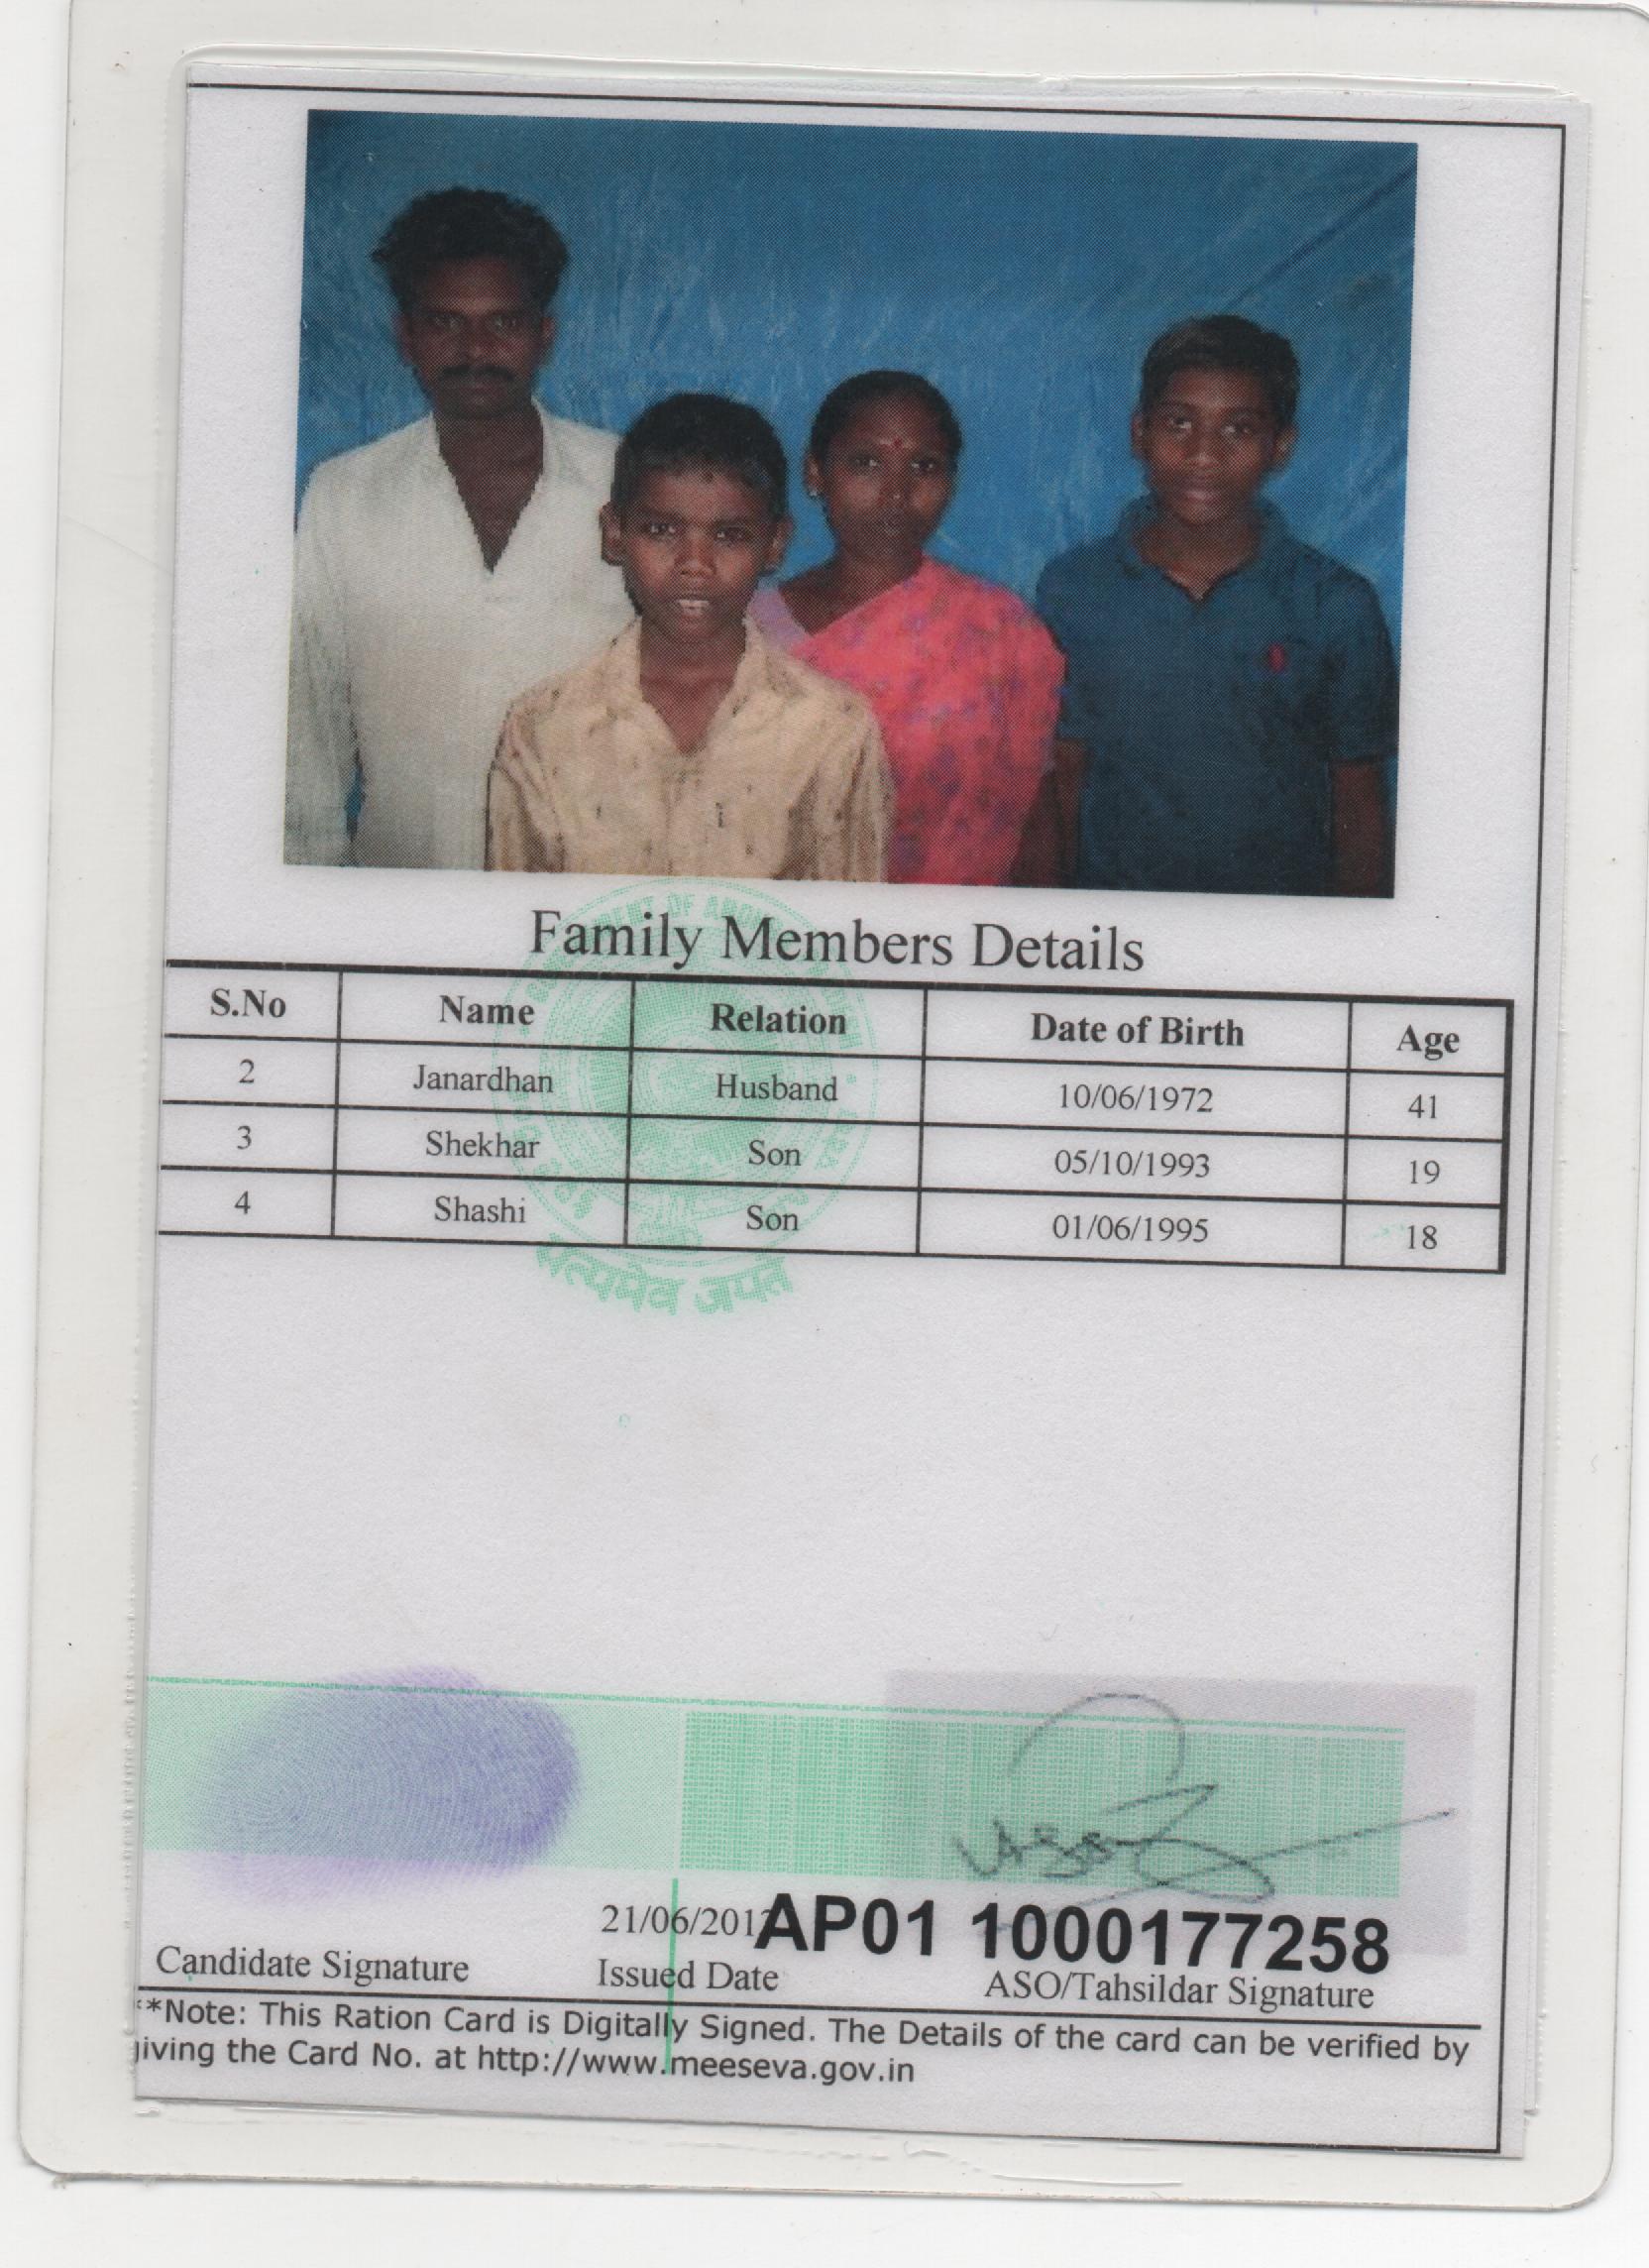 Family Members Details
S.No Name Relation Date of Birth Age
2 Janardhan Husband 10/06/1972 41
3 Shekhar Son 05/10/1993 19
4 Shashi Son 01/06/1995 18
सत्यमेव जयते
21/06/201
AP01 1000177258
Candidate Signature Issued Date ASO/Tahsildar Signature
*Note: This Ration Card is Digitally Signed. The Details of the card can be verified by
iving the Card No. at http://www.meeseva.gov.in